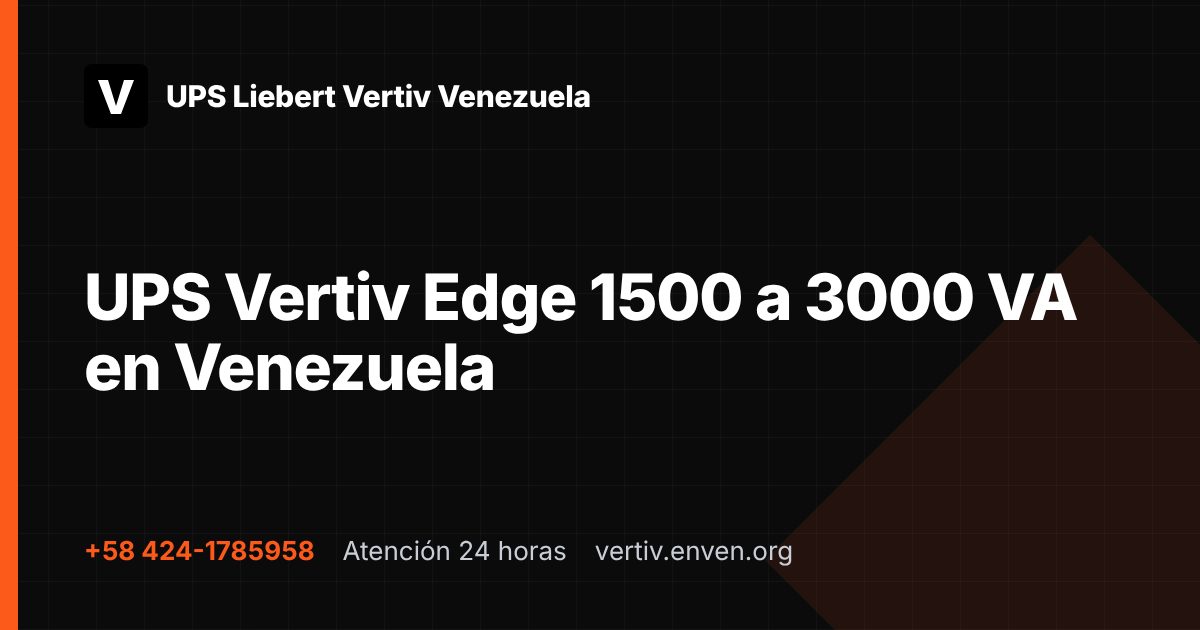 V
UPS Liebert Vertiv Venezuela
UPS Vertiv Edge 1500 a 3000 VA
en Venezuela
+58 424-1785958 Atención 24 horas vertiv.enven.org